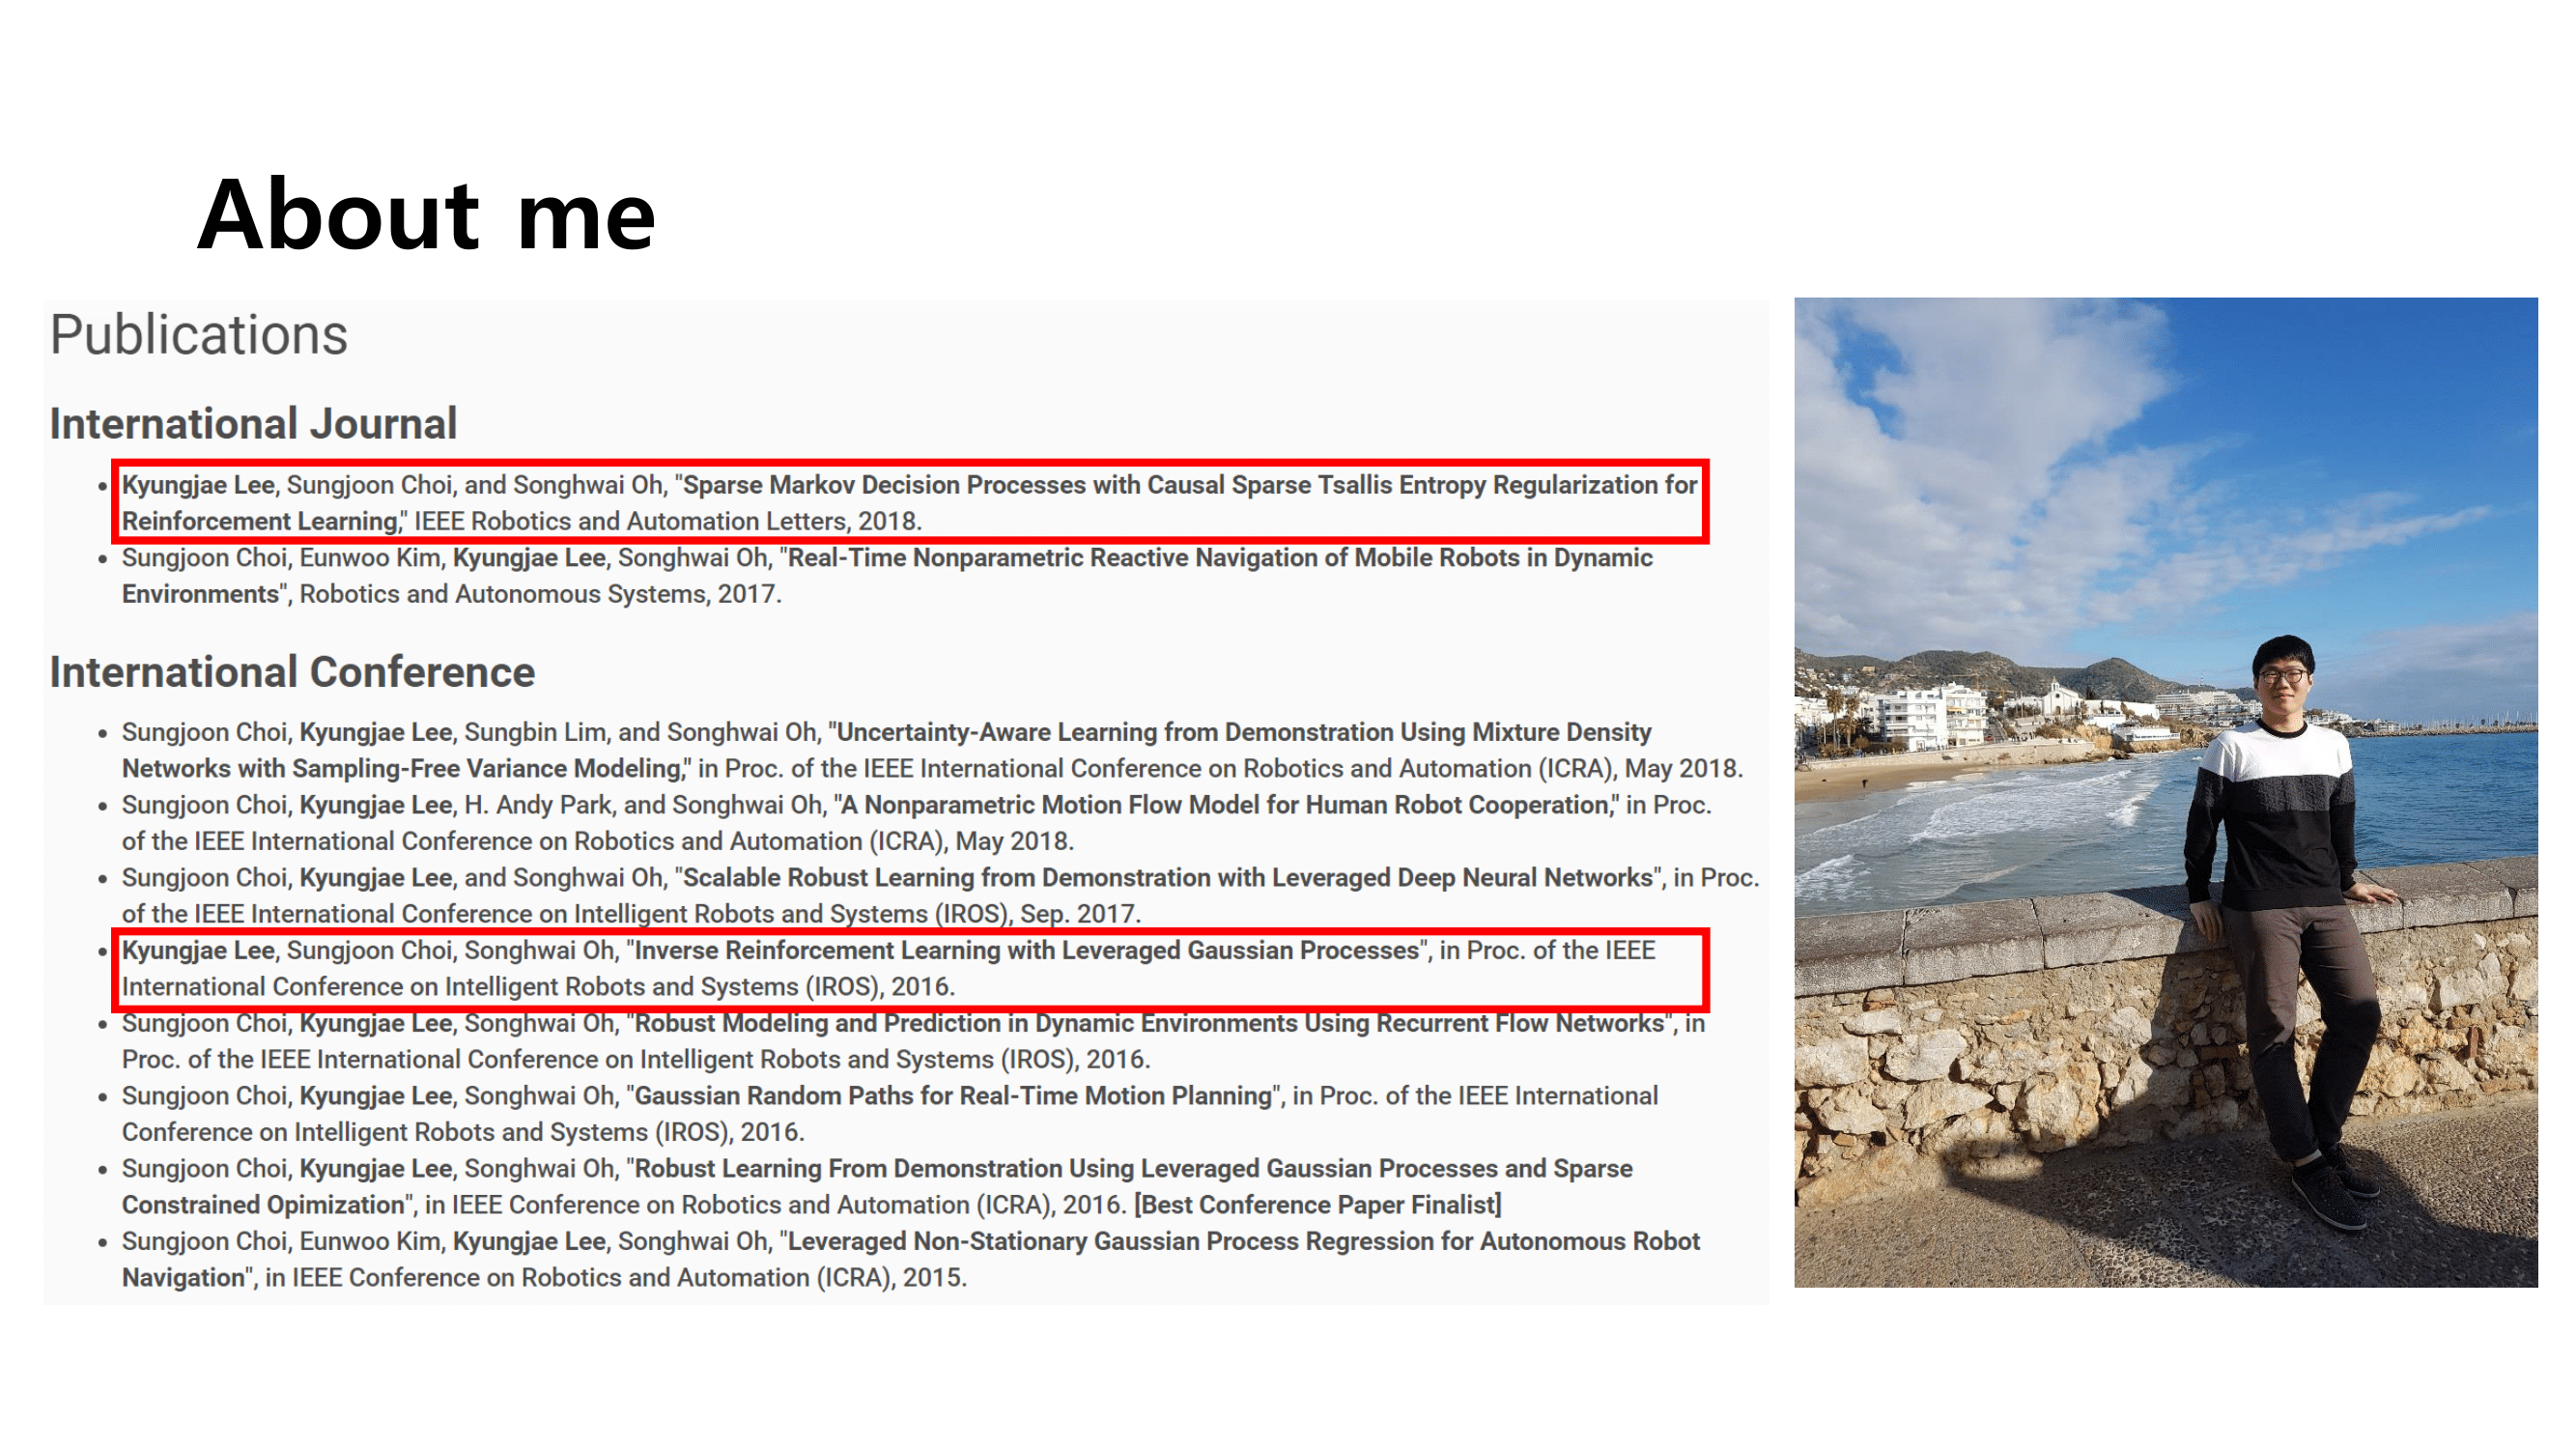 About me
Publications
International Journal
Kyungjae Lee, Sungjoon Choi, and Songhwai Oh, "Sparse Markov Decision Processes with Causal Sparse Tsallis Entropy Regularization for
Reinforcement Learning," IEEE Robotics and Automation Letters, 2018.
Sungjoon Choi, Eunwoo Kim, Kyungjae Lee, Songhwai Oh, "Real-Time Nonparametric Reactive Navigation of Mobile Robots in Dynamic
Environments", Robotics and Autonomous Systems, 2017.
International Conference
Sungjoon Choi, Kyungjae Lee, Sungbin Lim, and Songhwai Oh, "Uncertainty-Aware Learning from Demonstration Using Mixture Density
Networks with Sampling-Free Variance Modeling," in Proc. of the IEEE International Conference on Robotics and Automation (ICRA), May 2018.
Sungjoon Choi, Kyungjae Lee, H. Andy Park, and Songhwai Oh, "A Nonparametric Motion Flow Model for Human Robot Cooperation," in Proc.
of the IEEE International Conference on Robotics and Automation (ICRA), May 2018.
Sungjoon Choi, Kyungjae Lee, and Songhwai Oh, "Scalable Robust Learning from Demonstration with Leveraged Deep Neural Networks", in Proc.
of the IEEE International Conference on Intelligent Robots and Systems (IROS), Sep. 2017.
Kyungjae Lee, Sungjoon Choi, Songhwai Oh, "Inverse Reinforcement Learning with Leveraged Gaussian Processes", in Proc. of the IEEE
International Conference on Intelligent Robots and Systems (IROS), 2016.
Sungjoon Choi, Kyungjae Lee, Songhwai Oh, "Robust Modeling and Prediction in Dynamic Environments Using Recurrent Flow Networks", in
Proc. of the IEEE International Conference on Intelligent Robots and Systems (IROS), 2016.
Sungjoon Choi, Kyungjae Lee, Songhwai Oh, "Gaussian Random Paths for Real-Time Motion Planning", in Proc. of the IEEE International
Conference on Intelligent Robots and Systems (IROS), 2016.
Sungjoon Choi, Kyungjae Lee, Songhwai Oh, "Robust Learning From Demonstration Using Leveraged Gaussian Processes and Sparse
Constrained Opimization", in IEEE Conference on Robotics and Automation (ICRA), 2016. [Best Conference Paper Finalist]
Sungjoon Choi, Eunwoo Kim, Kyungjae Lee, Songhwai Oh, "Leveraged Non-Stationary Gaussian Process Regression for Autonomous Robot
Navigation", in IEEE Conference on Robotics and Automation (ICRA), 2015.